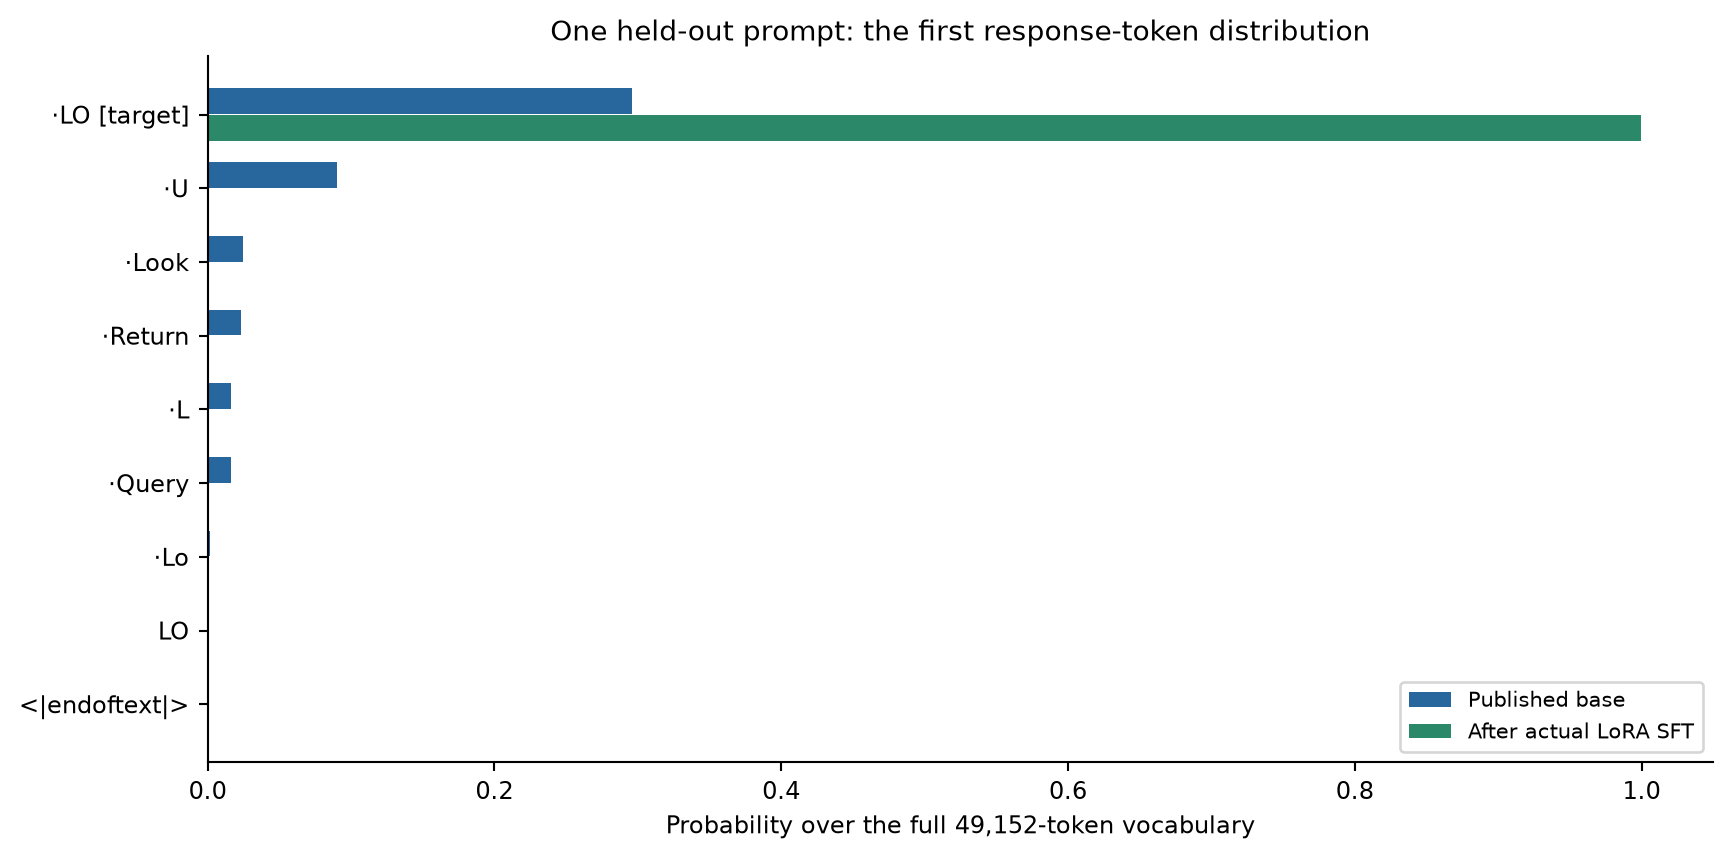 One held-out prompt: the first response-token distribution
·LO [target]
·U
·Look
·Return
·L
·Query
·Lo
LO
<|endoftext|>
Published base
After actual LoRA SFT
0.0 0.2 0.4 0.6 0.8 1.0
Probability over the full 49,152-token vocabulary